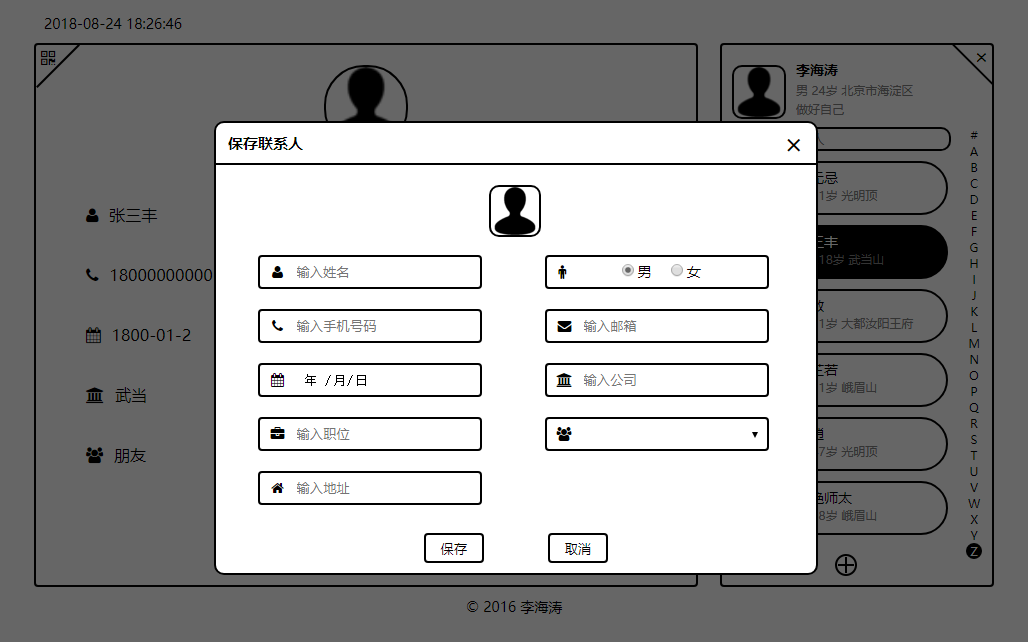 2018-08-24 18:26:46
李海涛
男 24岁 北京市海淀区
做好自己
保存联系人
输入姓名
男 女
输入手机号码
输入邮箱
年 /月/日
输入公司
输入职位
输入地址
保存 取消
张三丰
18000000000
1800-01-2
武当
朋友
无忌
1岁 光明顶
三丰
18岁 武当山
敏
1岁 大都汝阳王府
芷若
1岁 峨眉山
逍
7岁 光明顶
绝师太
8岁 峨眉山
#
A
B
C
D
E
F
G
H
I
J
K
L
M
N
O
P
Q
R
S
T
U
V
W
X
Y
Z
© 2016 李海涛